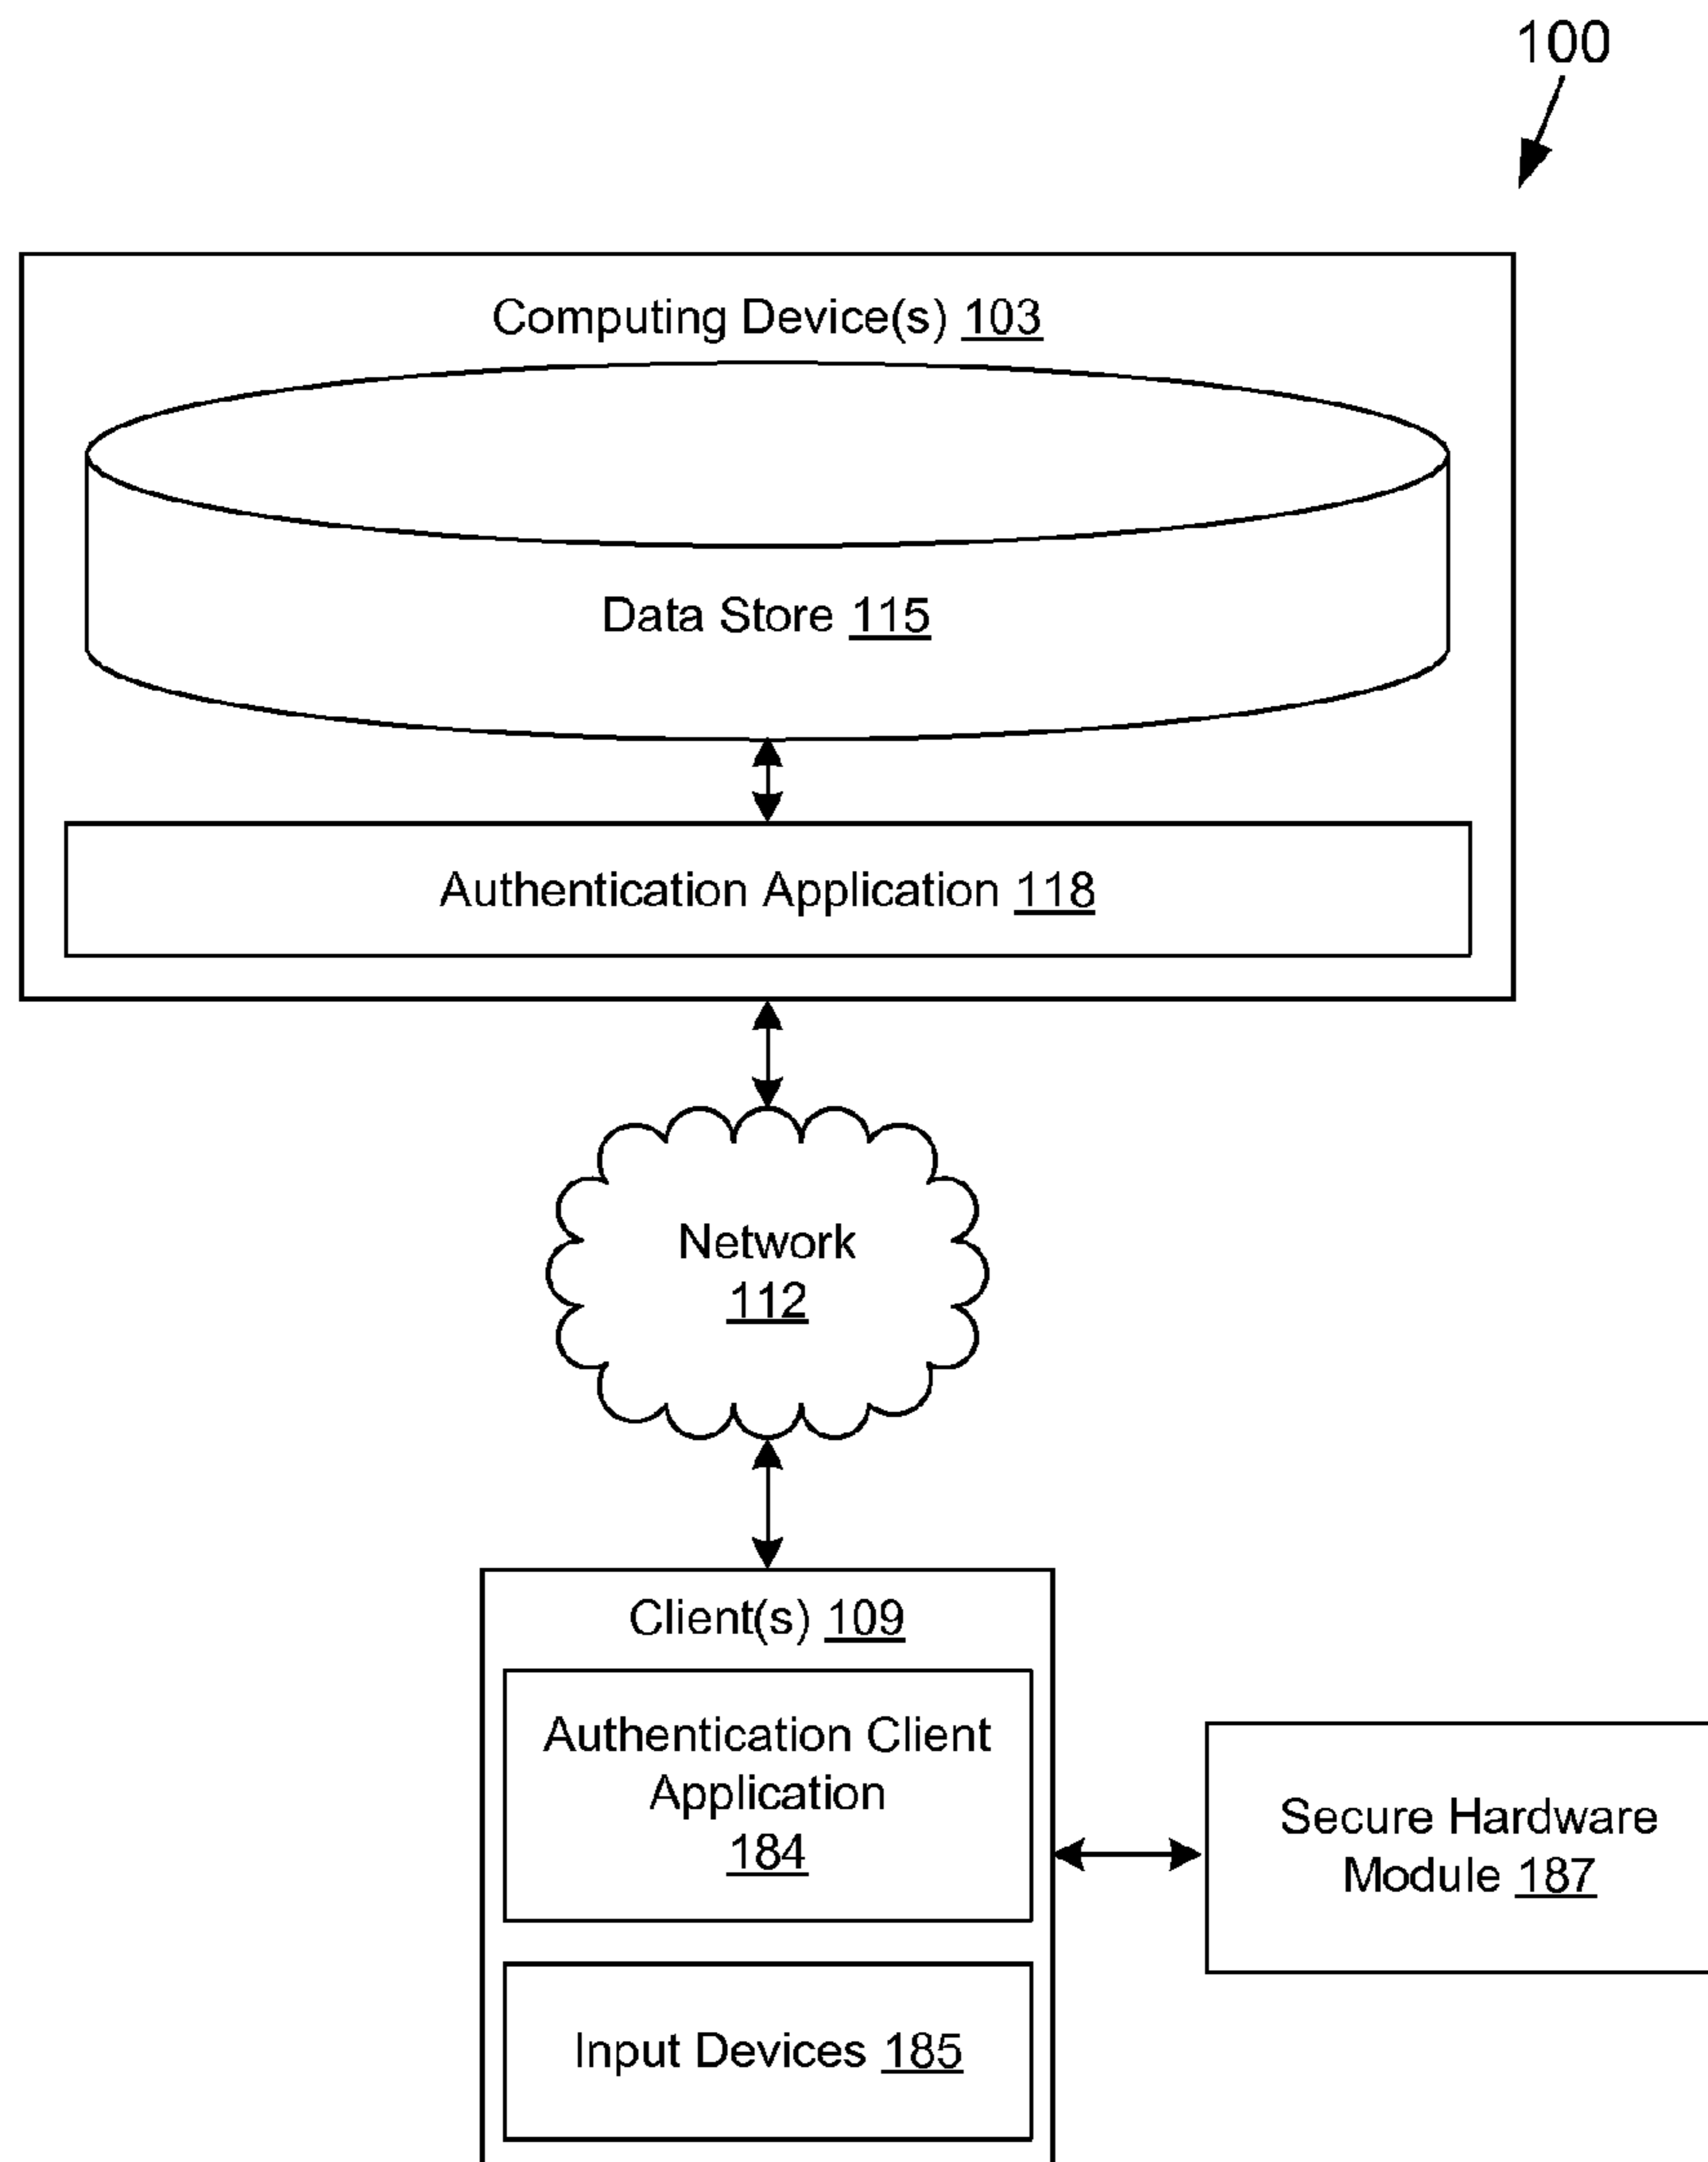 100
Computing Device(s) 103
Data Store 115
Authentication Application 118
Network
112
Client(s) 109
Authentication Client
Application
184
Secure Hardware
Module 187
Input Devices 185